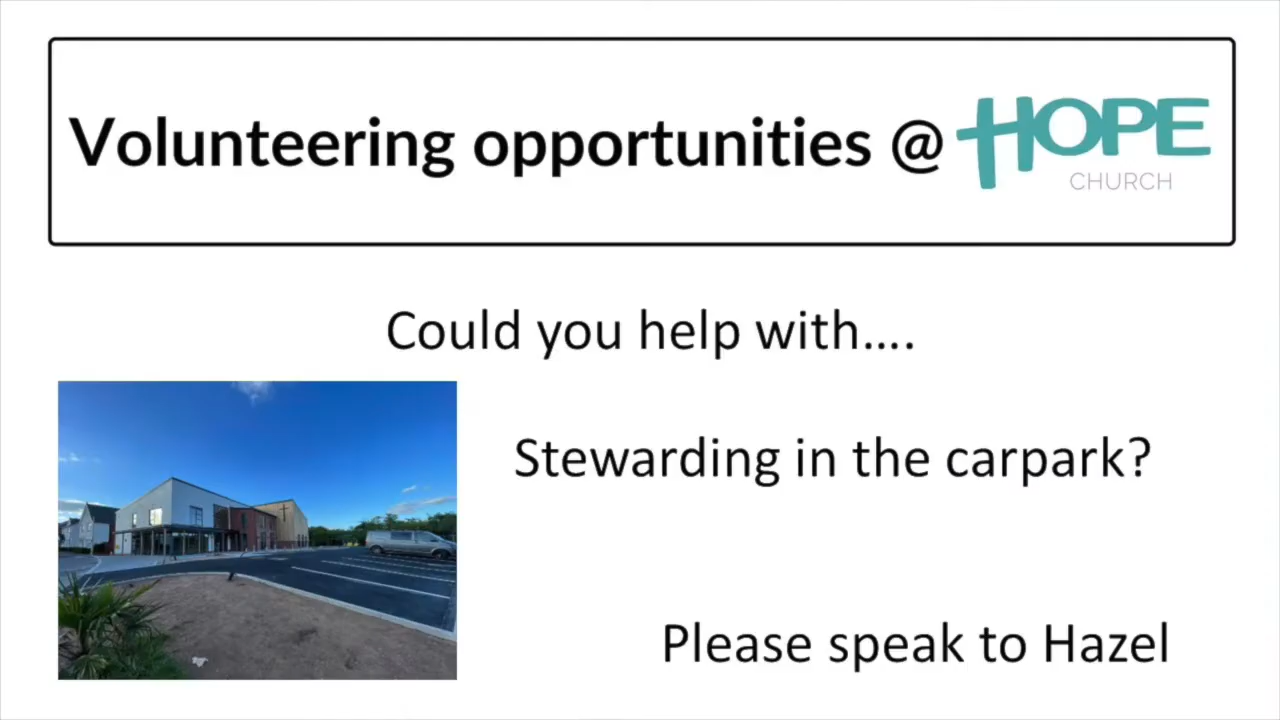 Volunteering opportunities @ HOPE
CHURCH
Could you help with....
Stewarding in the carpark?
Please speak to Hazel